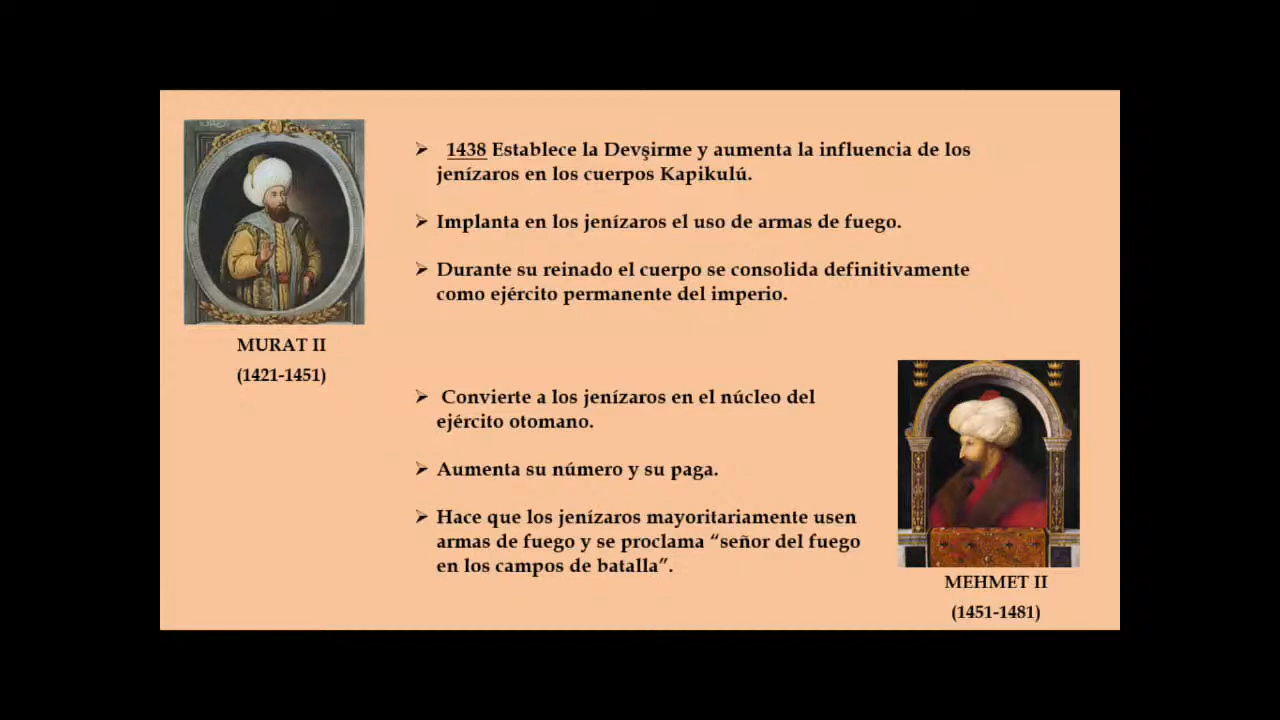 ➢ 1438 Establece la Devşirme y aumenta la influencia de los
jenízaros en los cuerpos Kapikulú.
➢ Implanta en los jenízaros el uso de armas de fuego.
➢ Durante su reinado el cuerpo se consolida definitivamente
como ejército permanente del imperio.
MURAT II
(1421-1451)
➢ Convierte a los jenízaros en el núcleo del
ejército otomano.
➢ Aumenta su número y su paga.
➢ Hace que los jenízaros mayoritariamente usen
armas de fuego y se proclama “señor del fuego
en los campos de batalla”.
MEHMET II
(1451-1481)